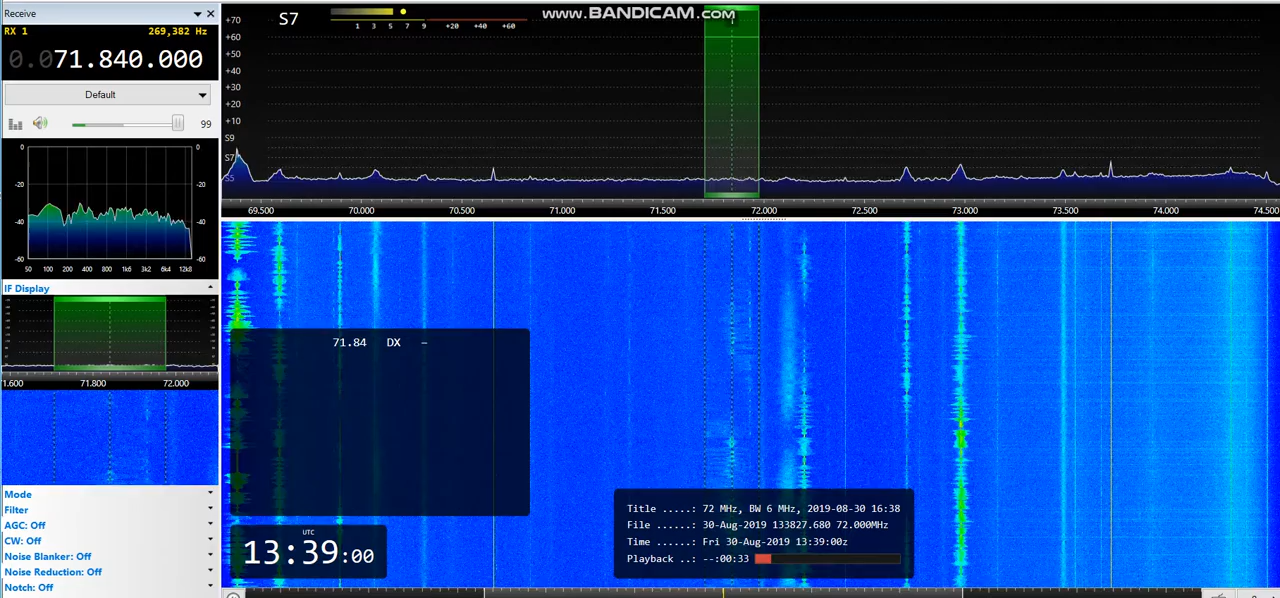 Receive
RX 1 269,382 Hz
0.071.840.000
Default
99
0 0
-20 -20
-40 -40
-60 -60
50 100 200 400 800 1k6 3k2 6k4 12k8
IF Display
1.600 71.800 72.000
Mode
Filter
AGC: Off
CW: Off
Noise Blanker: Off
Noise Reduction: Off
Notch: Off
www.BANDICAM.com
S7
1 3 5 7 9 +20 +40 +60
+70
+60
+50
+40
+30
+20
+10
S9
S7
S5
69.500 70.000 70.500 71.000 71.500 72.000 72.500 73.000 73.500 74.000 74.500
71.84 DX –
UTC
13:39:00
Title .....: 72 MHz, BW 6 MHz, 2019-08-30 16:38
File ......: 30-Aug-2019 133827.680 72.000MHz
Time ......: Fri 30-Aug-2019 13:39:00z
Playback ..: --:00:33